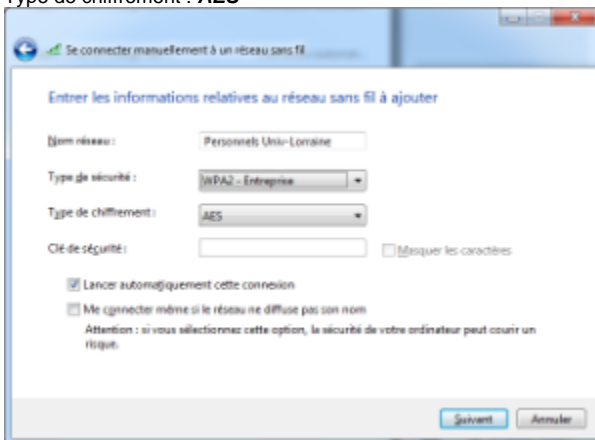 Type de chiffrement : AES
Se connecter manuellement à un réseau sans fil
Entrer les informations relatives au réseau sans fil à ajouter
Nom réseau : Personnels Univ-Lorraine
Type de sécurité : WPA2 - Entreprise
Type de chiffrement : AES
Clé de sécurité : Masquer les caractères
Lancer automatiquement cette connexion
Me connecter même si le réseau ne diffuse pas son nom
Attention : si vous sélectionnez cette option, la sécurité de votre ordinateur peut courir un
risque.
Suivant Annuler